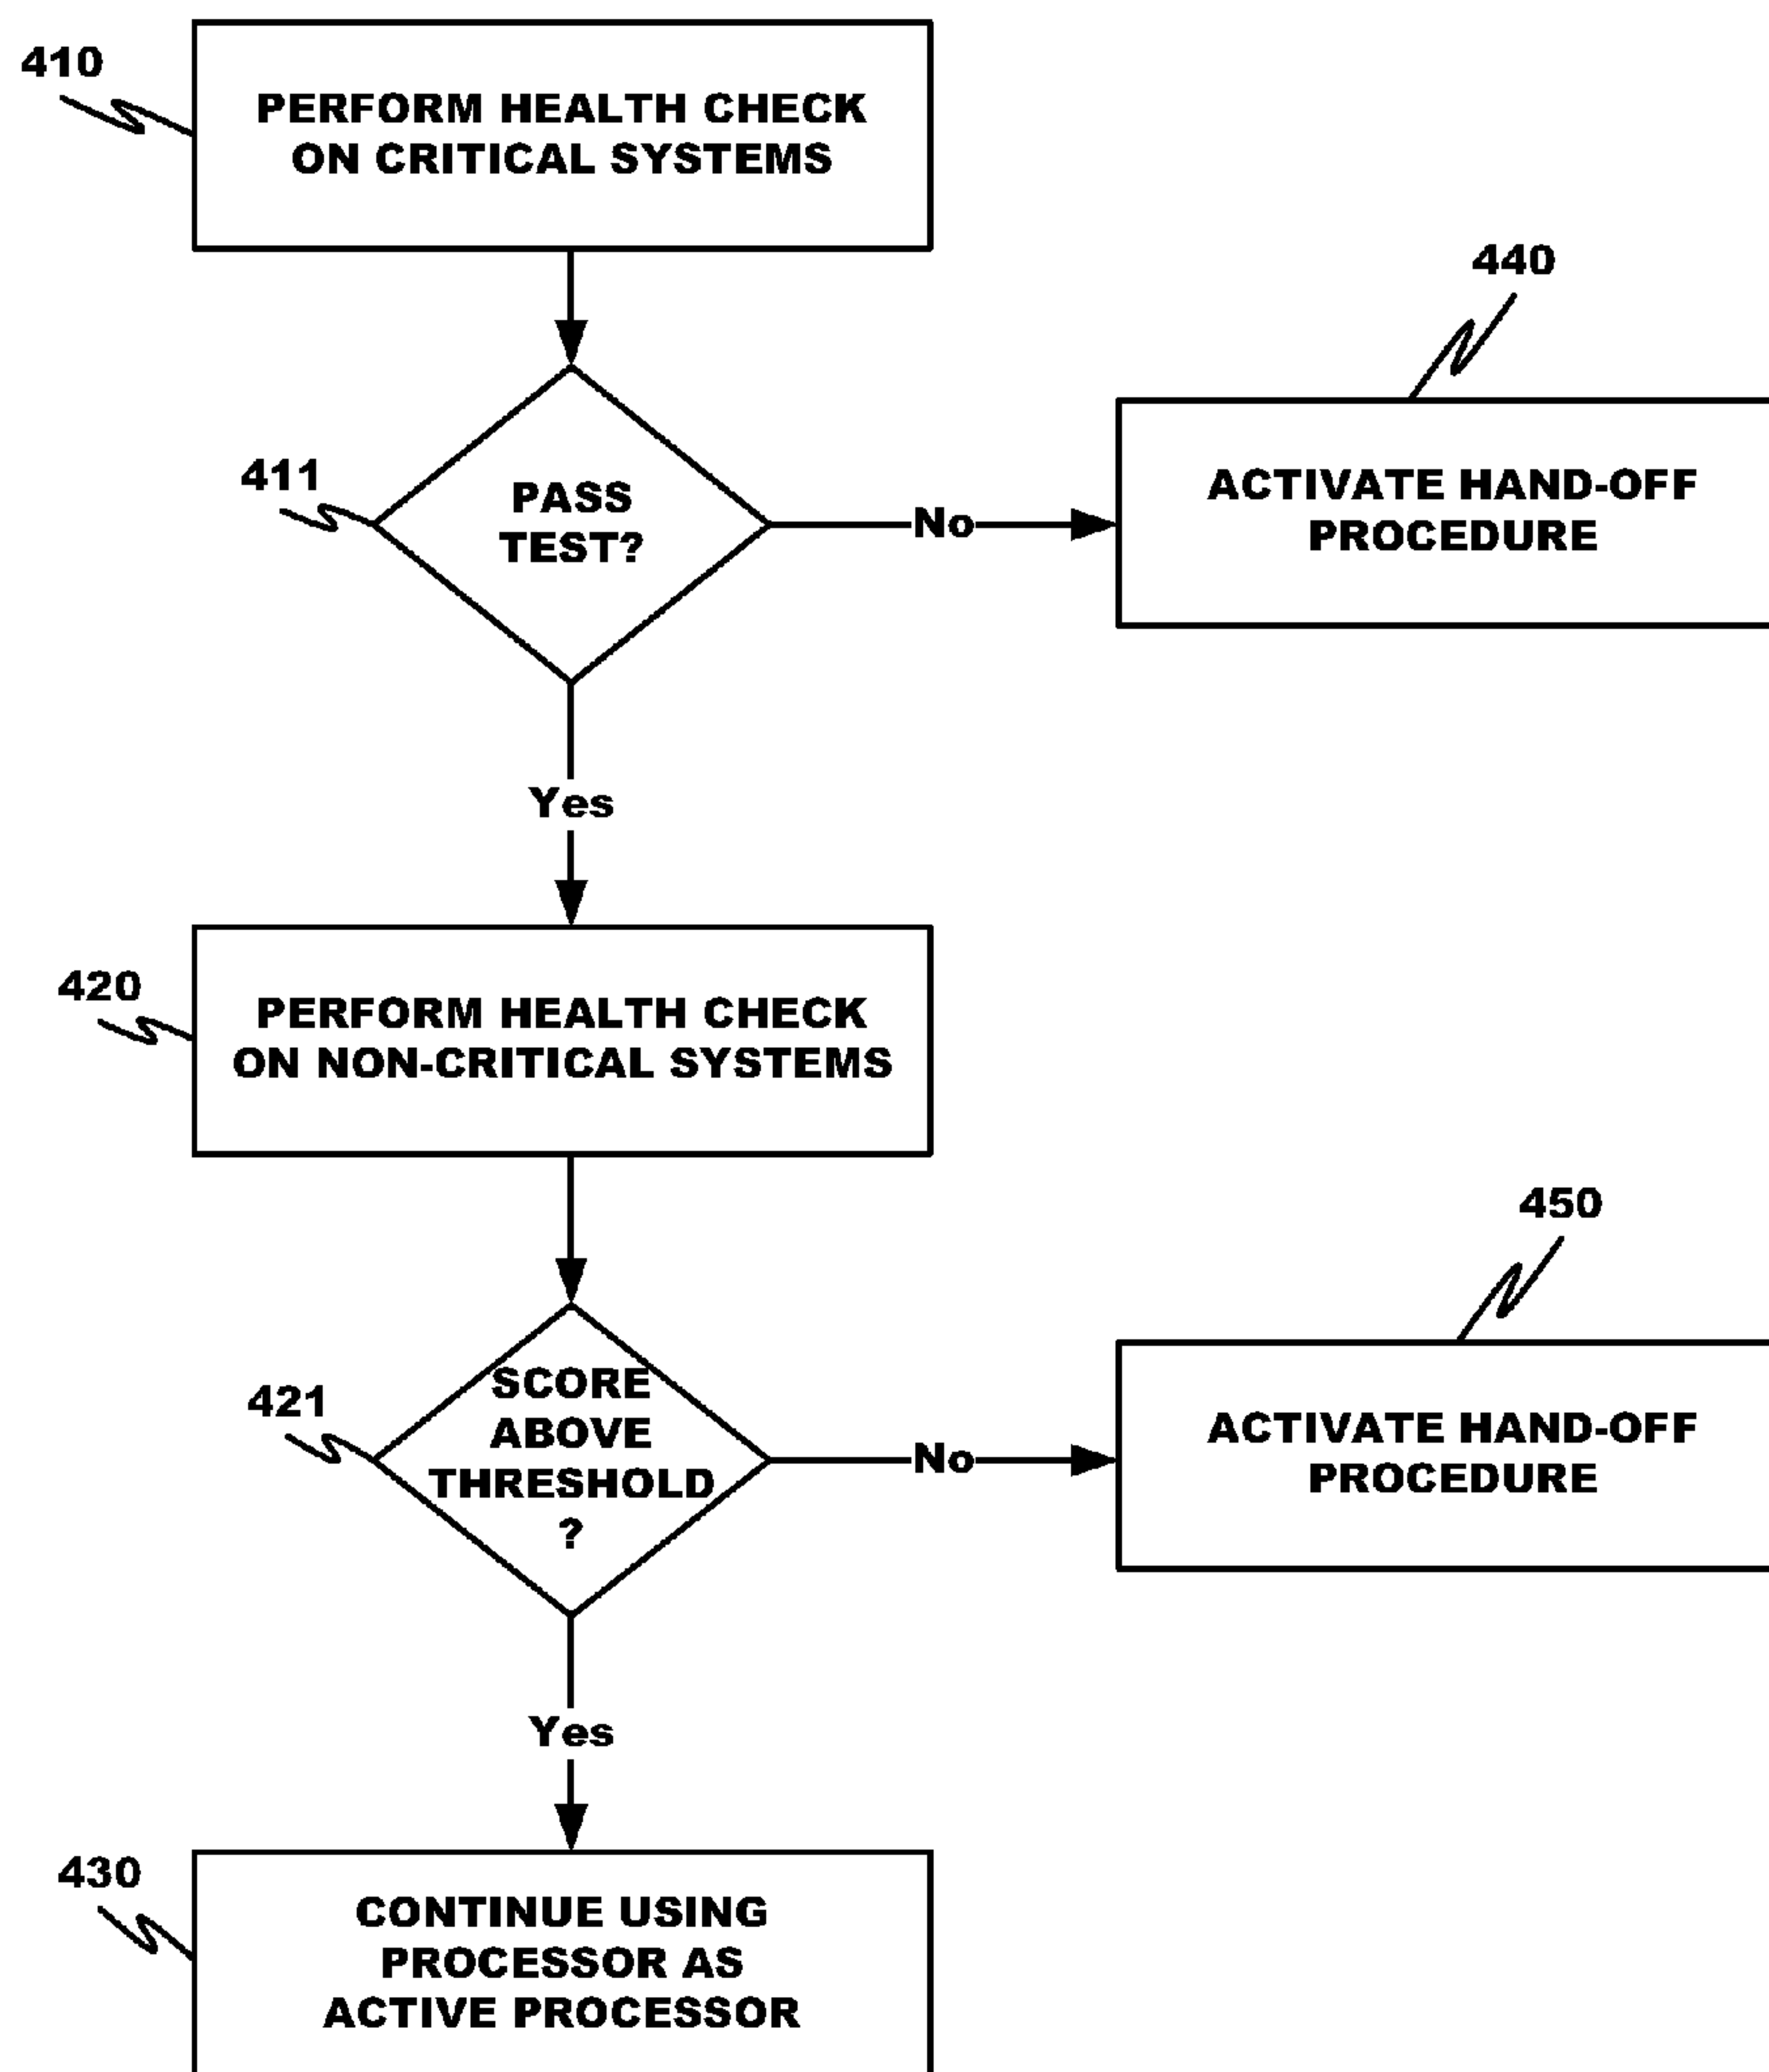 410
PERFORM HEALTH CHECK
ON CRITICAL SYSTEMS
440
411
PASS
TEST?
No
ACTIVATE HAND-OFF
PROCEDURE
Yes
420
PERFORM HEALTH CHECK
ON NON-CRITICAL SYSTEMS
450
421
SCORE
ABOVE
THRESHOLD
?
No
ACTIVATE HAND-OFF
PROCEDURE
Yes
430
CONTINUE USING
PROCESSOR AS
ACTIVE PROCESSOR